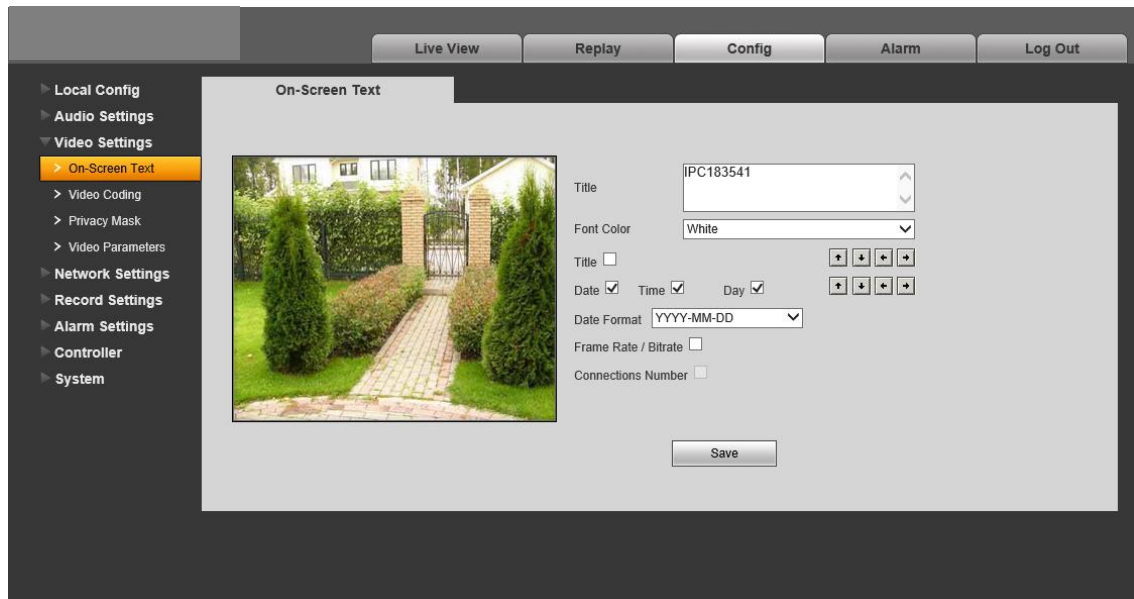 Live View Replay Config Alarm Log Out
Local Config
Audio Settings
Video Settings
> On-Screen Text
> Video Coding
> Privacy Mask
> Video Parameters
Network Settings
Record Settings
Alarm Settings
Controller
System
On-Screen Text
Title IPC183541
Font Color White
Title
Date Time Day
Date Format YYYY-MM-DD
Frame Rate / Bitrate
Connections Number
Save